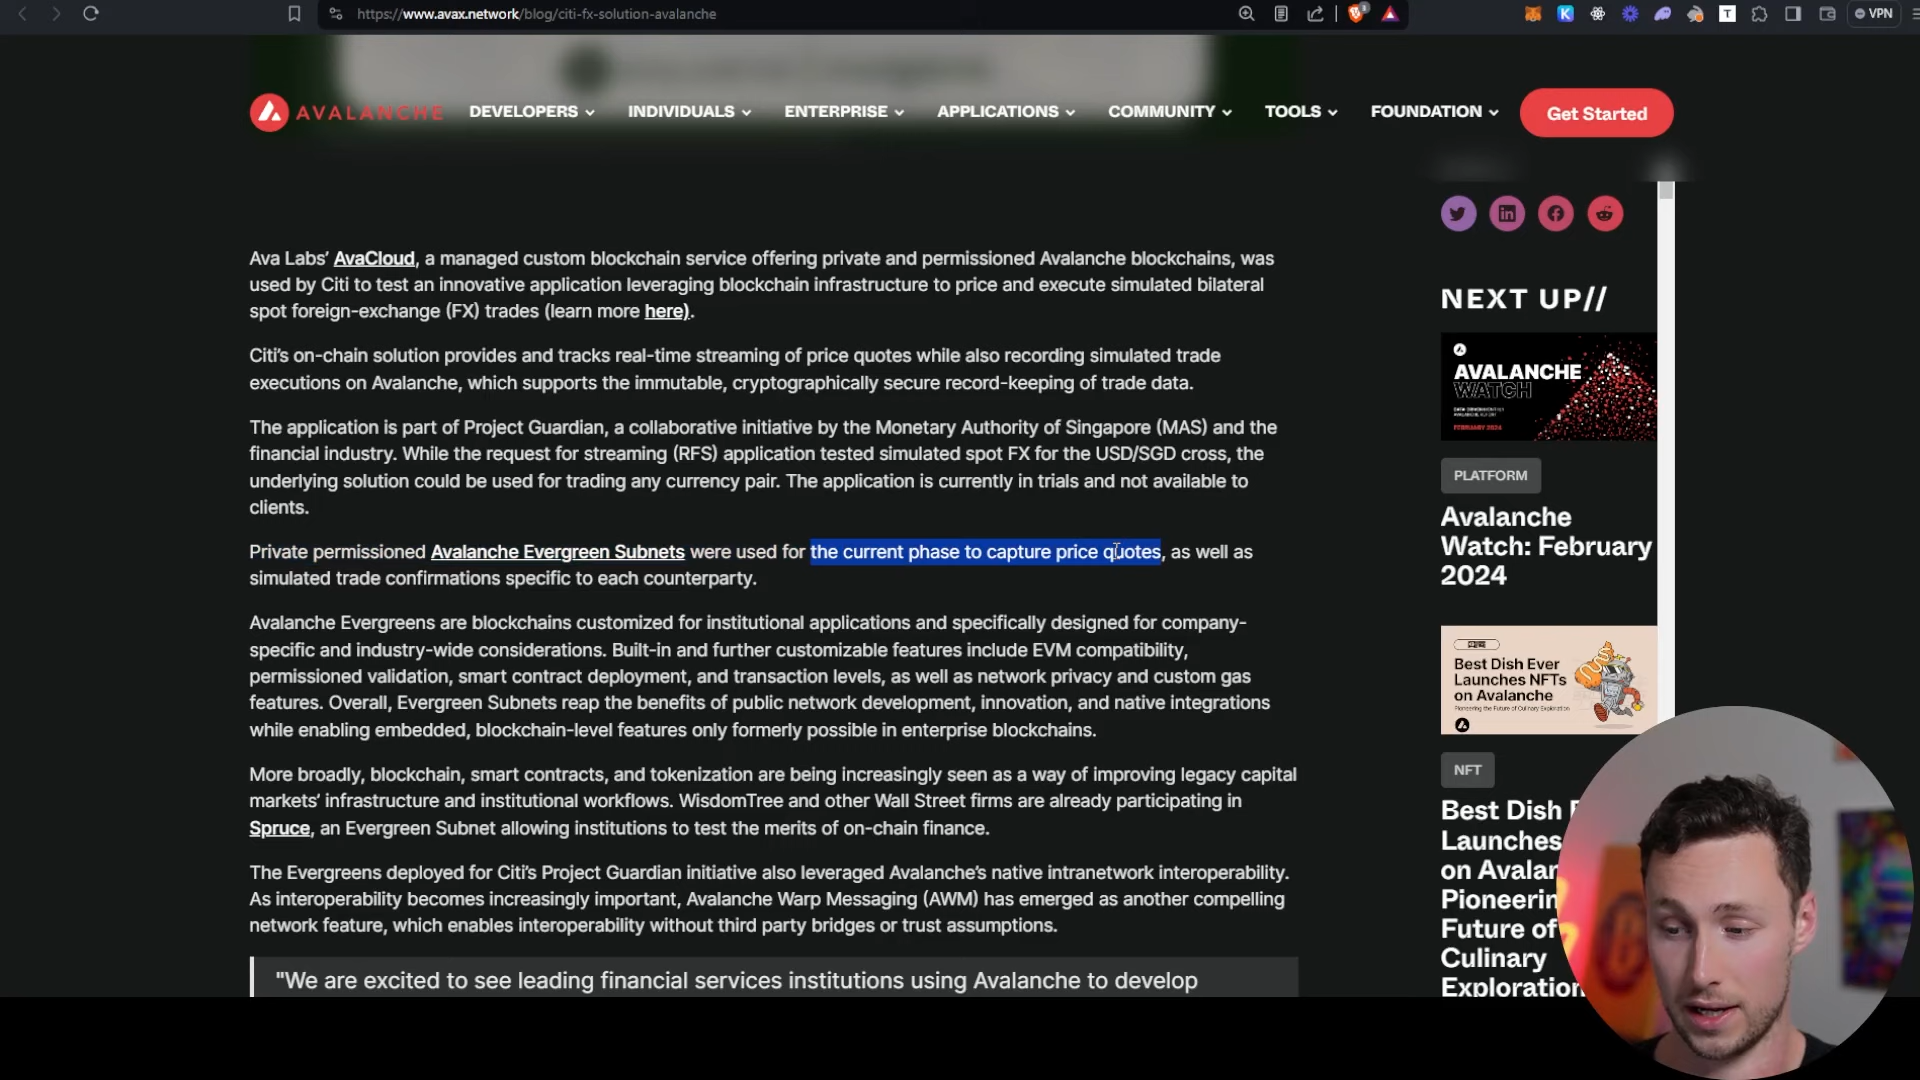 https://www.avax.network/blog/citi-fx-solution-avalanche
VPN
AVALANCHE
DEVELOPERS
INDIVIDUALS
ENTERPRISE
APPLICATIONS
COMMUNITY
TOOLS
FOUNDATION
Get Started
Ava Labs’ AvaCloud, a managed custom blockchain service offering private and permissioned Avalanche blockchains, was
used by Citi to test an innovative application leveraging blockchain infrastructure to price and execute simulated bilateral
spot foreign-exchange (FX) trades (learn more here).
Citi’s on-chain solution provides and tracks real-time streaming of price quotes while also recording simulated trade
executions on Avalanche, which supports the immutable, cryptographically secure record-keeping of trade data.
The application is part of Project Guardian, a collaborative initiative by the Monetary Authority of Singapore (MAS) and the
financial industry. While the request for streaming (RFS) application tested simulated spot FX for the USD/SGD cross, the
underlying solution could be used for trading any currency pair. The application is currently in trials and not available to
clients.
Private permissioned Avalanche Evergreen Subnets were used for the current phase to capture price quotes, as well as
simulated trade confirmations specific to each counterparty.
Avalanche Evergreens are blockchains customized for institutional applications and specifically designed for company-
specific and industry-wide considerations. Built-in and further customizable features include EVM compatibility,
permissioned validation, smart contract deployment, and transaction levels, as well as network privacy and custom gas
features. Overall, Evergreen Subnets reap the benefits of public network development, innovation, and native integrations
while enabling embedded, blockchain-level features only formerly possible in enterprise blockchains.
More broadly, blockchain, smart contracts, and tokenization are being increasingly seen as a way of improving legacy capital
markets’ infrastructure and institutional workflows. WisdomTree and other Wall Street firms are already participating in
Spruce, an Evergreen Subnet allowing institutions to test the merits of on-chain finance.
The Evergreens deployed for Citi’s Project Guardian initiative also leveraged Avalanche’s native intranetwork interoperability.
As interoperability becomes increasingly important, Avalanche Warp Messaging (AWM) has emerged as another compelling
network feature, which enables interoperability without third party bridges or trust assumptions.
"We are excited to see leading financial services institutions using Avalanche to develop
NEXT UP//
AVALANCHE
WATCH
FEBRUARY 2024
PLATFORM
Avalanche
Watch: February
2024
Best Dish Ever
Launches NFTs
on Avalanche
Pioneering the Future of Culinary Exploration
NFT
Best Dish
Launches
on Avalan
Pioneerin
Future of
Culinary
Exploration